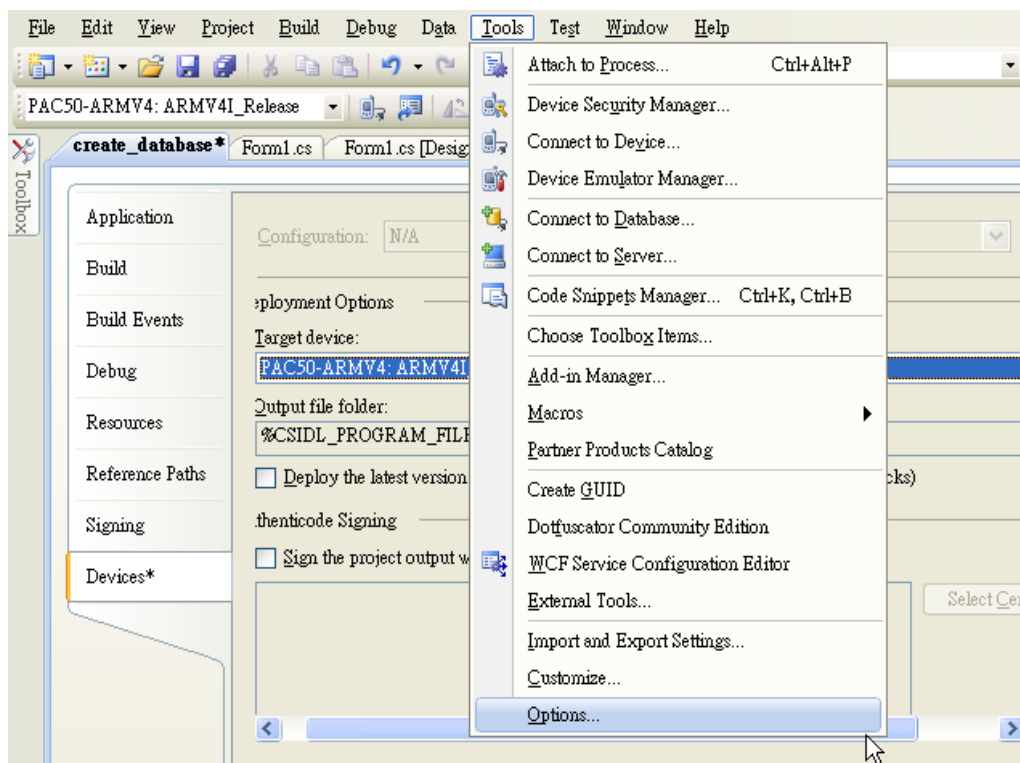 File Edit View Project Build Debug Data Tools Test Window Help
PAC50-ARMV4: ARMV4I_Release
create_database* Form1.cs Form1.cs [Desig
Toolbox
Application
Build
Build Events
Debug
Resources
Reference Paths
Signing
Devices*
Configuration: N/A
eployment Options
Target device:
PAC50-ARMV4: ARMV4I
Output file folder:
%CSIDL_PROGRAM_FILE
Deploy the latest version
cks)
thenticode Signing
Sign the project output w
Select Cer
Attach to Process... Ctrl+Alt+P
Device Security Manager...
Connect to Device...
Device Emulator Manager...
Connect to Database...
Connect to Server...
Code Snippets Manager... Ctrl+K, Ctrl+B
Choose Toolbox Items...
Add-in Manager...
Macros
Partner Products Catalog
Create GUID
Dotfuscator Community Edition
WCF Service Configuration Editor
External Tools...
Import and Export Settings...
Customize...
Options...